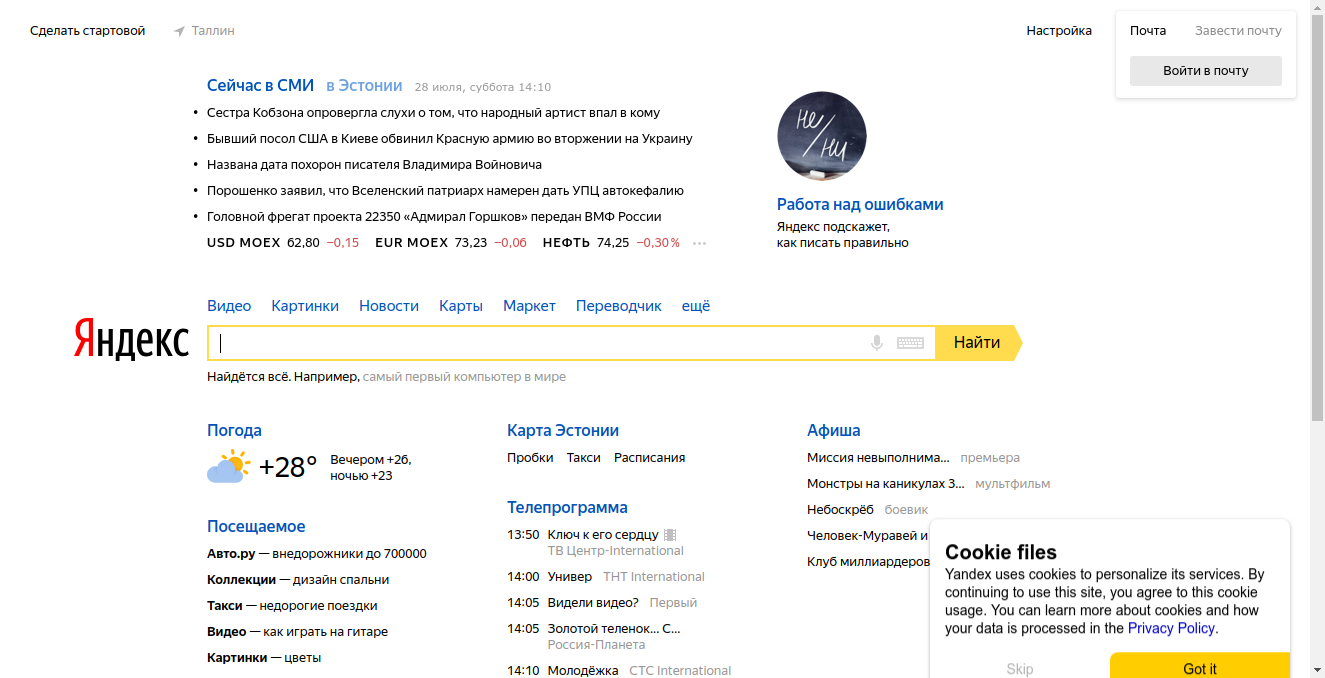 Сделать стартовой
Таллин
Настройка
Почта
Завести почту
Войти в почту
Сейчас в СМИ в Эстонии 28 июля, суббота 14:10
• Сестра Кобзона опровергла слухи о том, что народный артист впал в кому
• Бывший посол США в Киеве обвинил Красную армию во вторжении на Украину
• Названа дата похорон писателя Владимира Войновича
• Порошенко заявил, что Вселенский патриарх намерен дать УПЦ автокефалию
• Головной фрегат проекта 22350 «Адмирал Горшков» передан ВМФ России
USD MOEX 62,80 −0,15 EUR MOEX 73,23 −0,06 НЕФТЬ 74,25 −0,30% ...
не/
ни
Работа над ошибками
Яндекс подскажет,
как писать правильно
Видео Картинки Новости Карты Маркет Переводчик ещё
Яндекс
Найти
Найдётся всё. Например, самый первый компьютер в мире
Погода
+28°
Вечером +26,
ночью +23
Посещаемое
Авто.ру — внедорожники до 700000
Коллекции — дизайн спальни
Такси — недорогие поездки
Видео — как играть на гитаре
Картинки — цветы
Карта Эстонии
Пробки Такси Расписания
Телепрограмма
13:50 Ключ к его сердцу
ТВ Центр-International
14:00 Универ ТНТ International
14:05 Видели видео? Первый
14:05 Золотой теленок... С...
Россия-Планета
14:10 Молодёжка СТС International
Афиша
Миссия невыполнима... премьера
Монстры на каникулах 3... мультфильм
Небоскрёб боевик
Человек-Муравей и
Клуб миллиардеров
Cookie files
Yandex uses cookies to personalize its services. By
continuing to use this site, you agree to this cookie
usage. You can learn more about cookies and how
your data is processed in the Privacy Policy.
Skip
Got it